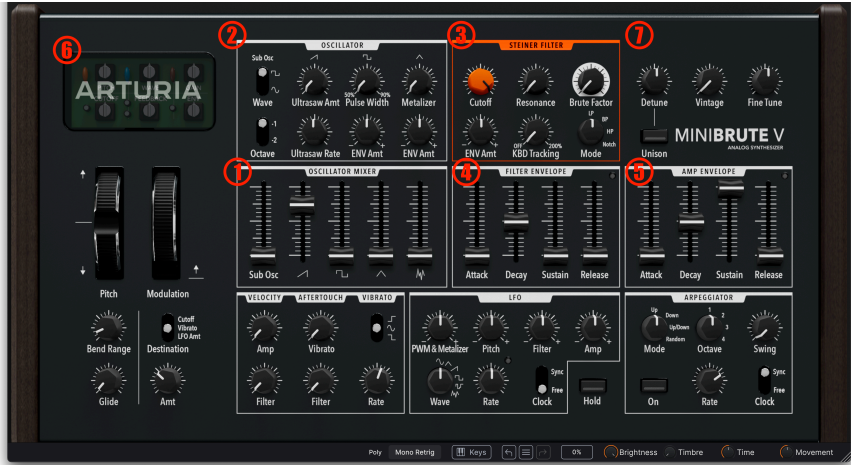 ⑥
ARTURIA
② OSCILLATOR
Sub Osc
Wave Ultrasaw Amt 50% Pulse Width 90% Metalizer
-1
-2
Octave Ultrasaw Rate - ENV Amt + - ENV Amt +
③ STEINER FILTER
Cutoff Resonance Brute Factor
LP
BP
HP
Notch
- ENV Amt + OFF KBD Tracking 200% Mode
⑦
Detune Vintage Fine Tune
Unison
MINIBRUTE V
ANALOG SYNTHESIZER
① OSCILLATOR MIXER
Sub Osc
④ FILTER ENVELOPE
Attack Decay Sustain Release
⑤ AMP ENVELOPE
Attack Decay Sustain Release
Pitch Modulation
Bend Range
Cutoff
Vibrato
LFO Amt
Destination
Glide Amt
VELOCITY AFTERTOUCH VIBRATO
Amp Vibrato
Filter Filter Rate
LFO
- PWM & Metalizer + - Pitch + - Filter + - Amp +
Sync
Free
Wave Rate Clock Hold
ARPEGGIATOR
Up
Down
Up/Down
Random
Mode
1
2
3
4
Octave Swing
Sync
Free
On Rate Clock
Poly Mono Retrig Keys 0% Brightness Timbre Time Movement